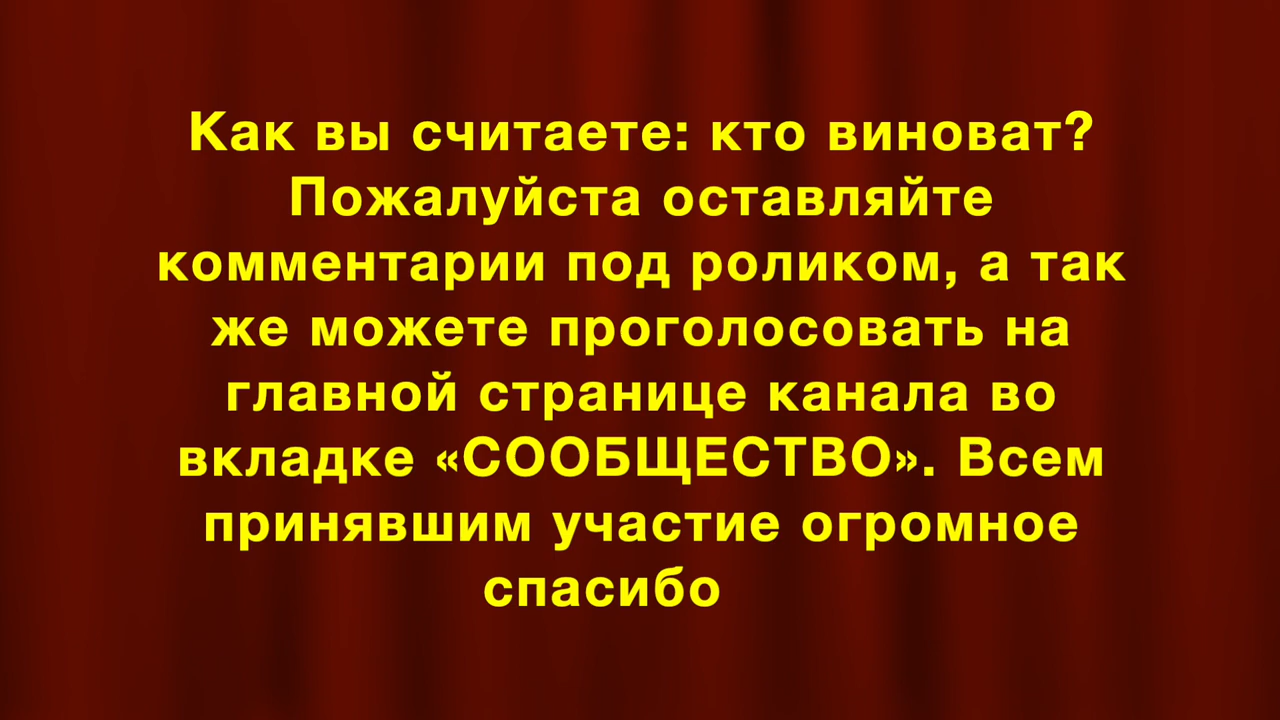 Как вы считаете: кто виноват?
Пожалуйста оставляйте
комментарии под роликом, а так
же можете проголосовать на
главной странице канала во
вкладке «СООБЩЕСТВО». Всем
принявшим участие огромное
спасибо